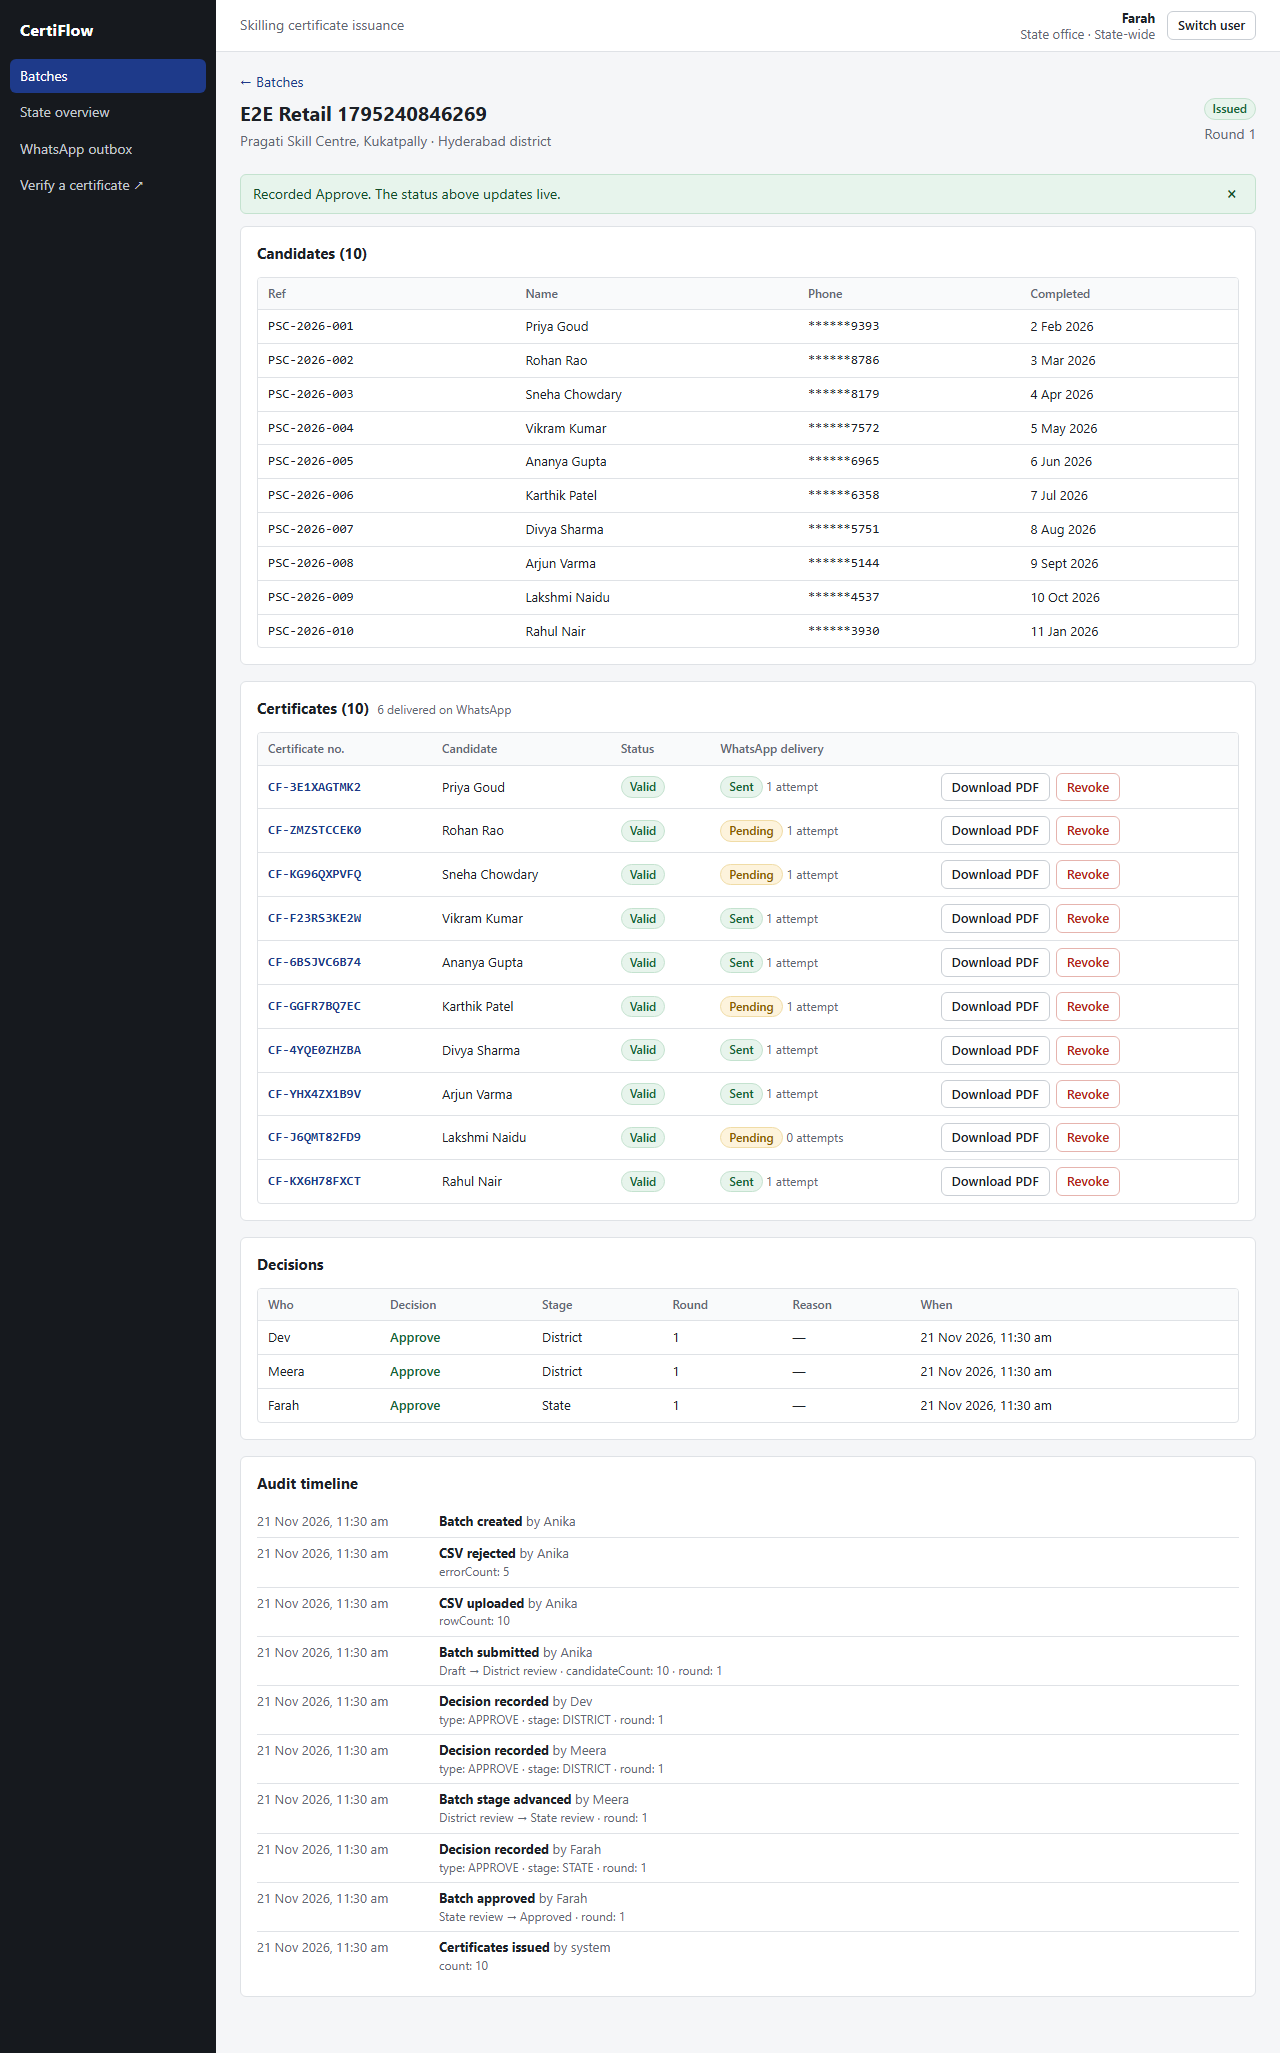 CertiFlow
Batches
State overview
WhatsApp outbox
Verify a certificate ↗
Skilling certificate issuance
Farah
State office · State-wide
Switch user
← Batches
E2E Retail 1795240846269
Pragati Skill Centre, Kukatpally · Hyderabad district
Issued
Round 1
Recorded Approve. The status above updates live. ×
Candidates (10)
Ref Name Phone Completed
PSC-2026-001 Priya Goud ******9393 2 Feb 2026
PSC-2026-002 Rohan Rao ******8786 3 Mar 2026
PSC-2026-003 Sneha Chowdary ******8179 4 Apr 2026
PSC-2026-004 Vikram Kumar ******7572 5 May 2026
PSC-2026-005 Ananya Gupta ******6965 6 Jun 2026
PSC-2026-006 Karthik Patel ******6358 7 Jul 2026
PSC-2026-007 Divya Sharma ******5751 8 Aug 2026
PSC-2026-008 Arjun Varma ******5144 9 Sept 2026
PSC-2026-009 Lakshmi Naidu ******4537 10 Oct 2026
PSC-2026-010 Rahul Nair ******3930 11 Jan 2026
Certificates (10) 6 delivered on WhatsApp
Certificate no. Candidate Status WhatsApp delivery
CF-3E1XAGTMK2 Priya Goud Valid Sent 1 attempt Download PDF Revoke
CF-ZMZSTCCEK0 Rohan Rao Valid Pending 1 attempt Download PDF Revoke
CF-KG96QXPVFQ Sneha Chowdary Valid Pending 1 attempt Download PDF Revoke
CF-F23RS3KE2W Vikram Kumar Valid Sent 1 attempt Download PDF Revoke
CF-6BSJVC6B74 Ananya Gupta Valid Sent 1 attempt Download PDF Revoke
CF-GGFR7BQ7EC Karthik Patel Valid Pending 1 attempt Download PDF Revoke
CF-4YQE0ZHZBA Divya Sharma Valid Sent 1 attempt Download PDF Revoke
CF-YHX4ZX1B9V Arjun Varma Valid Sent 1 attempt Download PDF Revoke
CF-J6QMT82FD9 Lakshmi Naidu Valid Pending 0 attempts Download PDF Revoke
CF-KX6H78FXCT Rahul Nair Valid Sent 1 attempt Download PDF Revoke
Decisions
Who Decision Stage Round Reason When
Dev Approve District 1 — 21 Nov 2026, 11:30 am
Meera Approve District 1 — 21 Nov 2026, 11:30 am
Farah Approve State 1 — 21 Nov 2026, 11:30 am
Audit timeline
21 Nov 2026, 11:30 am Batch created by Anika
21 Nov 2026, 11:30 am CSV rejected by Anika
errorCount: 5
21 Nov 2026, 11:30 am CSV uploaded by Anika
rowCount: 10
21 Nov 2026, 11:30 am Batch submitted by Anika
Draft → District review · candidateCount: 10 · round: 1
21 Nov 2026, 11:30 am Decision recorded by Dev
type: APPROVE · stage: DISTRICT · round: 1
21 Nov 2026, 11:30 am Decision recorded by Meera
type: APPROVE · stage: DISTRICT · round: 1
21 Nov 2026, 11:30 am Batch stage advanced by Meera
District review → State review · round: 1
21 Nov 2026, 11:30 am Decision recorded by Farah
type: APPROVE · stage: STATE · round: 1
21 Nov 2026, 11:30 am Batch approved by Farah
State review → Approved · round: 1
21 Nov 2026, 11:30 am Certificates issued by system
count: 10